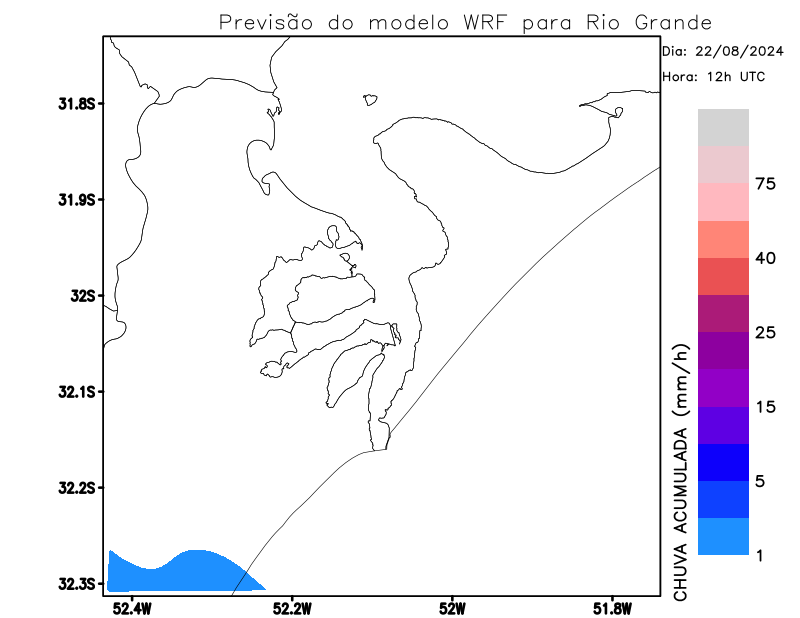 Previsão do modelo WRF para Rio Grande
Dia: 22/08/2024
Hora: 12h UTC
31.8S
31.9S
32S
32.1S
32.2S
32.3S
52.4W
52.2W
52W
51.8W
75
40
25
15
5
1
CHUVA ACUMULADA (mm/h)